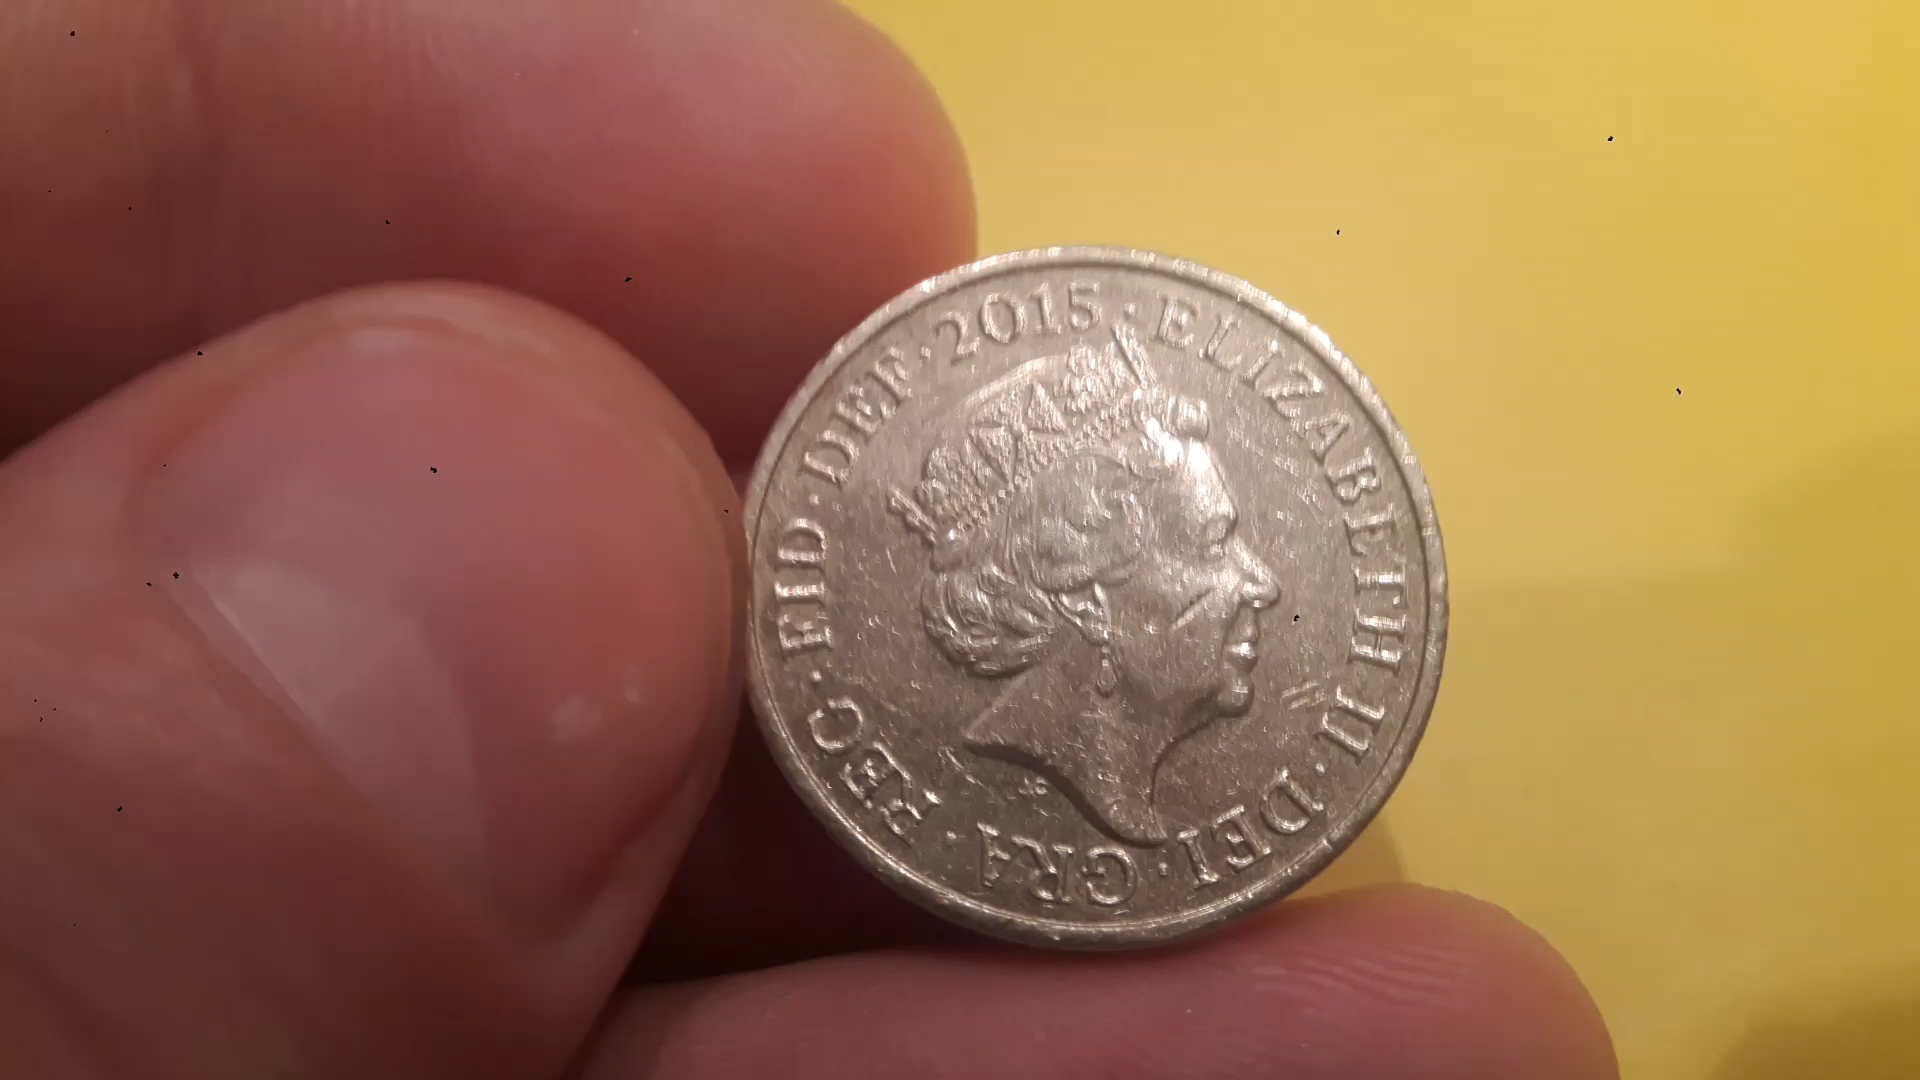 ELIZABETH II · DEI · GRA · REG · FID · DEF · 2015 ·